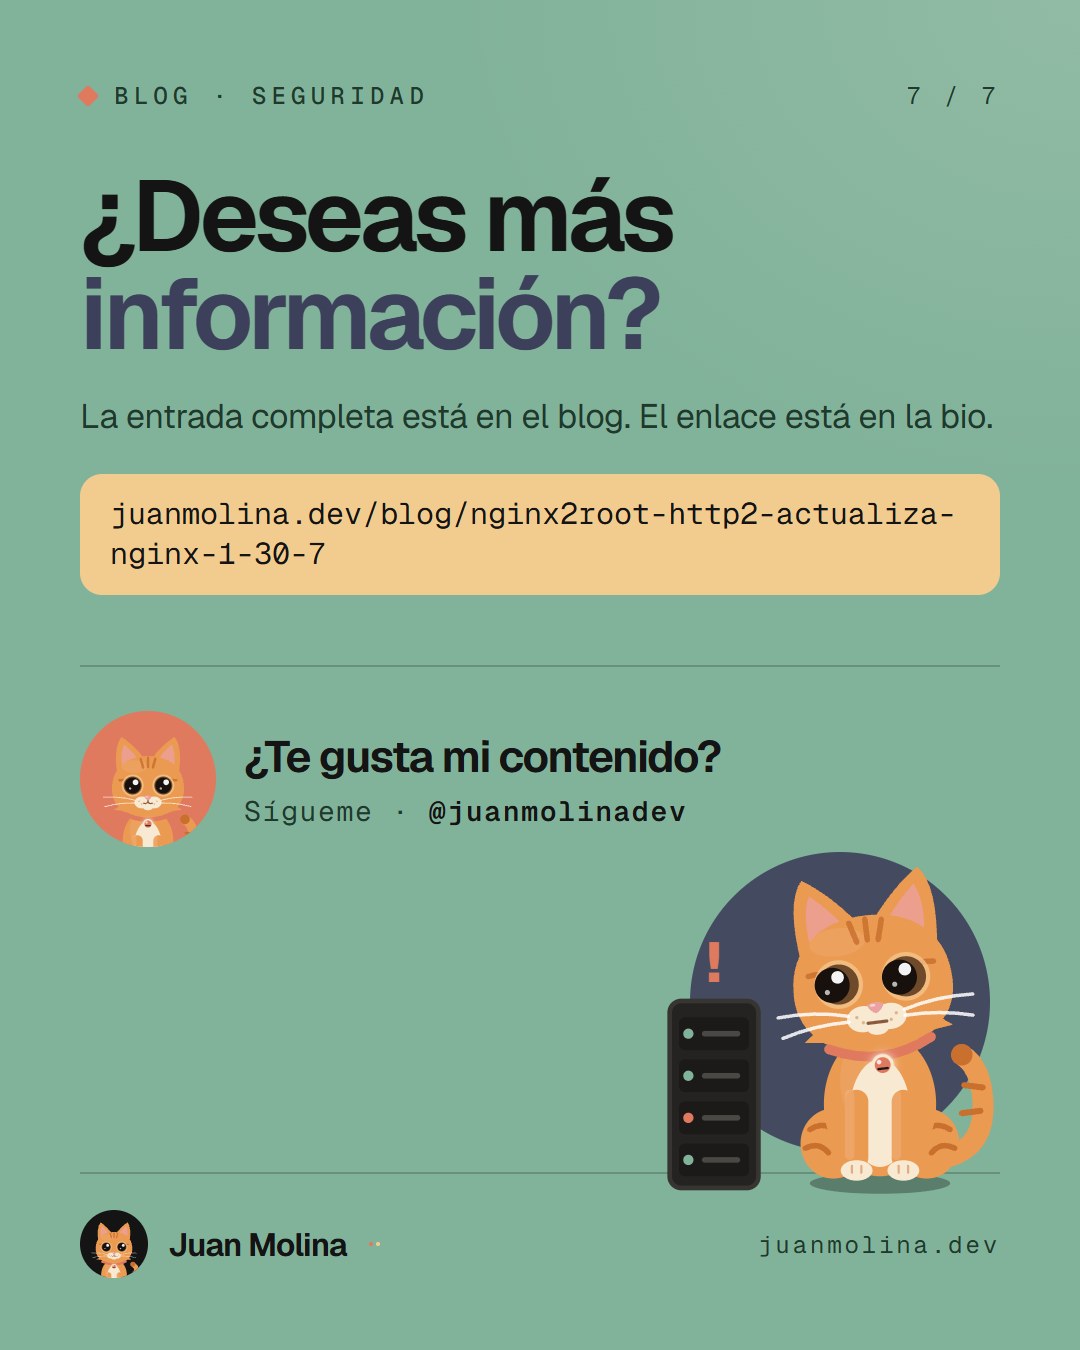 BLOG · SEGURIDAD
7 / 7
¿Deseas más
información?
La entrada completa está en el blog. El enlace está en la bio.
juanmolina.dev/blog/nginx2root-http2-actualiza-
nginx-1-30-7
¿Te gusta mi contenido?
Sígueme · @juanmolinadev
!
Juan Molina
juanmolina.dev